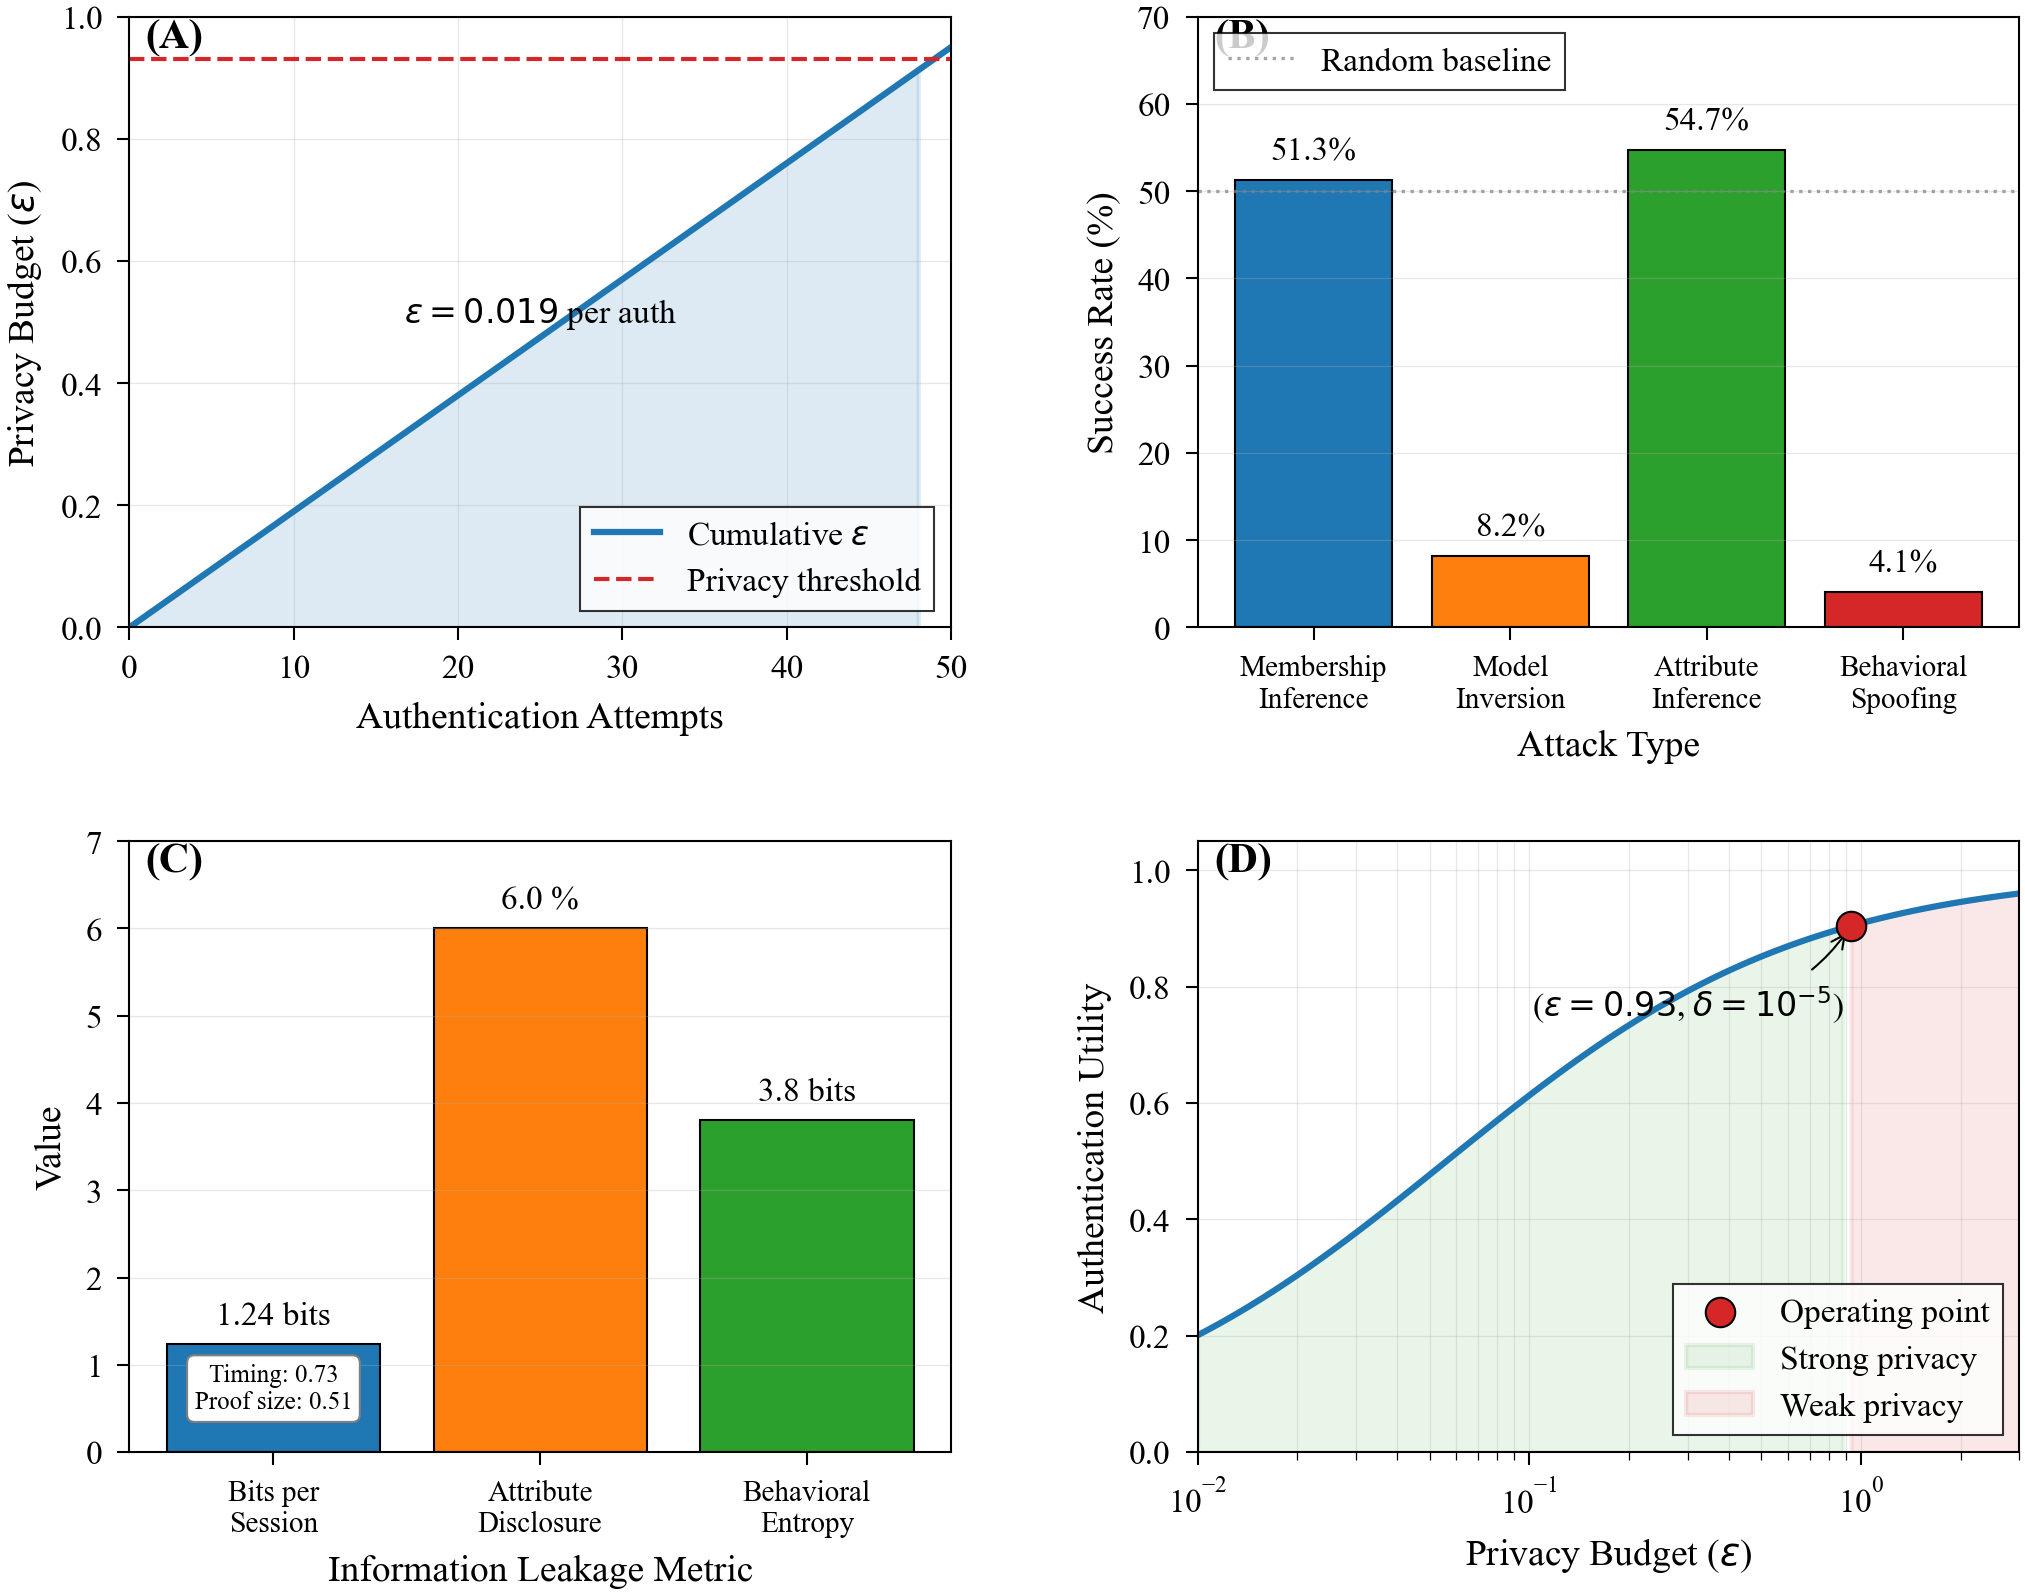 (A)
1.0
0.8
0.6
0.4
0.2
0.0
Privacy Budget (ε)
ε = 0.019 per auth
Cumulative ε
Privacy threshold
0 10 20 30 40 50
Authentication Attempts
(B)
Random baseline
70
60
50
40
30
20
10
0
Success Rate (%)
51.3%
8.2%
54.7%
4.1%
Membership
Inference
Model
Inversion
Attribute
Inference
Behavioral
Spoofing
Attack Type
(C)
7
6
5
4
3
2
1
0
Value
1.24 bits
6.0 %
3.8 bits
Timing: 0.73
Proof size: 0.51
Bits per
Session
Attribute
Disclosure
Behavioral
Entropy
Information Leakage Metric
(D)
1.0
0.8
0.6
0.4
0.2
0.0
Authentication Utility
(ε = 0.93, δ = 10⁻⁵)
Operating point
Strong privacy
Weak privacy
10⁻² 10⁻¹ 10⁰
Privacy Budget (ε)